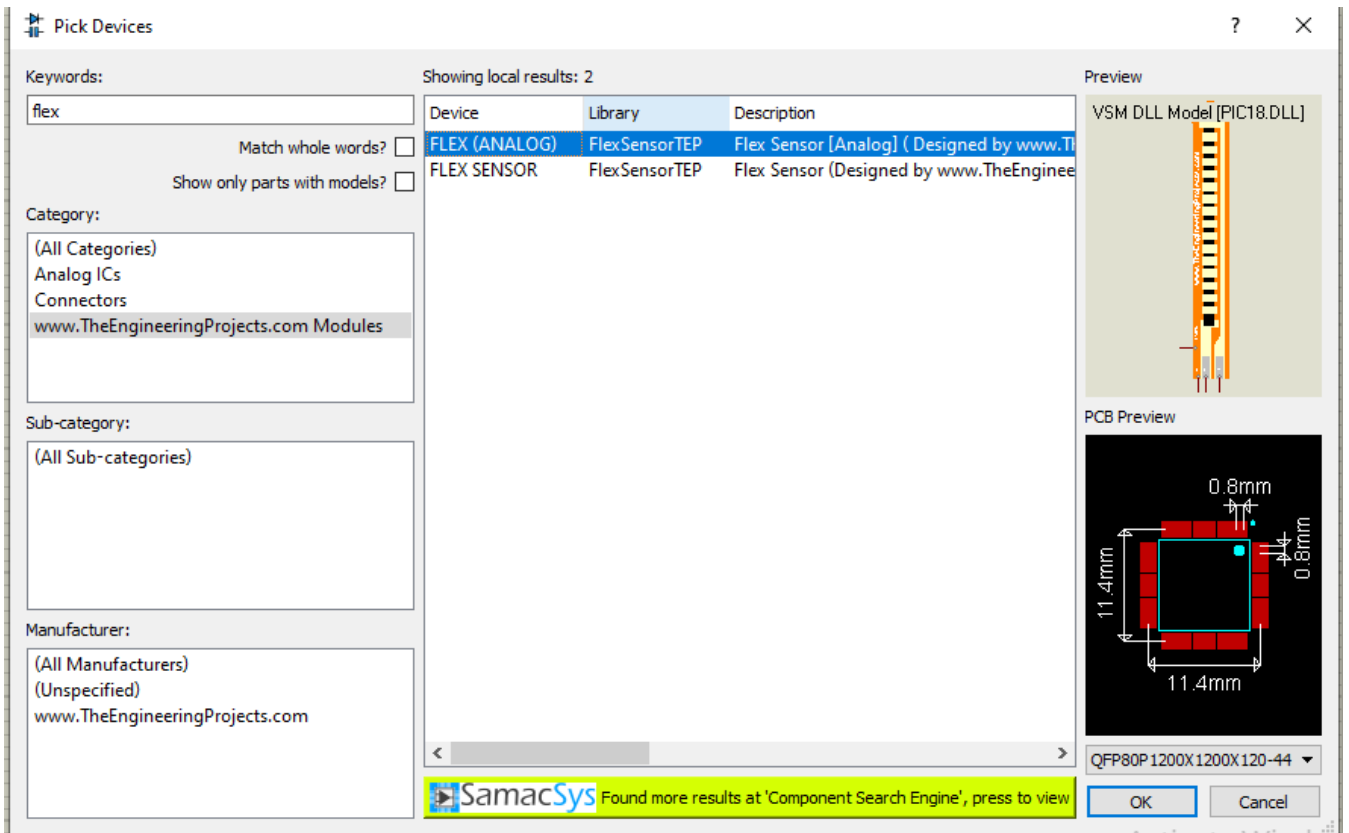 Pick Devices
?
Keywords:
flex
Match whole words?
Show only parts with models?
Category:
(All Categories)
Analog ICs
Connectors
www.TheEngineeringProjects.com Modules
Sub-category:
(All Sub-categories)
Manufacturer:
(All Manufacturers)
(Unspecified)
www.TheEngineeringProjects.com
Showing local results: 2
Device Library Description
FLEX (ANALOG) FlexSensorTEP Flex Sensor [Analog] ( Designed by www.Th
FLEX SENSOR FlexSensorTEP Flex Sensor (Designed by www.TheEnginee
SamacSys Found more results at 'Component Search Engine', press to view
Preview
VSM DLL Model [PIC18.DLL]
www.TheEngineeringProjects.com
PCB Preview
0.8mm
0.8mm
11.4mm
11.4mm
QFP80P1200X1200X120-44
OK Cancel